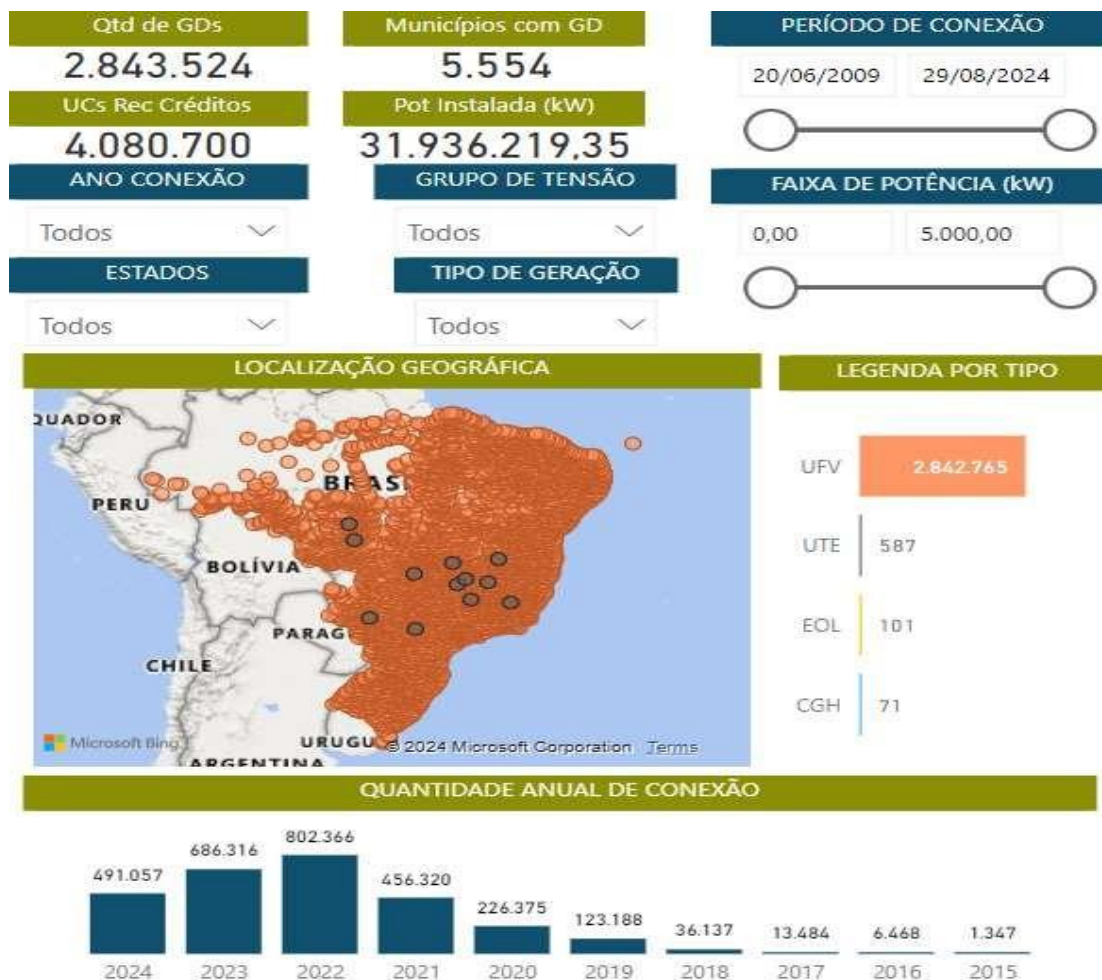 Qtd de GDs
2.843.524
Municípios com GD
5.554
UCs Rec Créditos
4.080.700
Pot Instalada (kW)
31.936.219,35
PERÍODO DE CONEXÃO
20/06/2009 29/08/2024
ANO CONEXÃO
Todos
GRUPO DE TENSÃO
Todos
FAIXA DE POTÊNCIA (kW)
0,00 5.000,00
ESTADOS
Todos
TIPO DE GERAÇÃO
Todos
LOCALIZAÇÃO GEOGRÁFICA
QUADOR
BRAS
PERU
BOLÍVIA
PARAG
CHILE
URUGU
ARGENTINA
Microsoft Bing
© 2024 Microsoft Corporation Terms
LEGENDA POR TIPO
UFV 2.842.765
UTE 587
EOL 101
CGH 71
QUANTIDADE ANUAL DE CONEXÃO
491.057 686.316 802.366 456.320 226.375 123.188 36.137 13.484 6.468 1.347
2024 2023 2022 2021 2020 2019 2018 2017 2016 2015